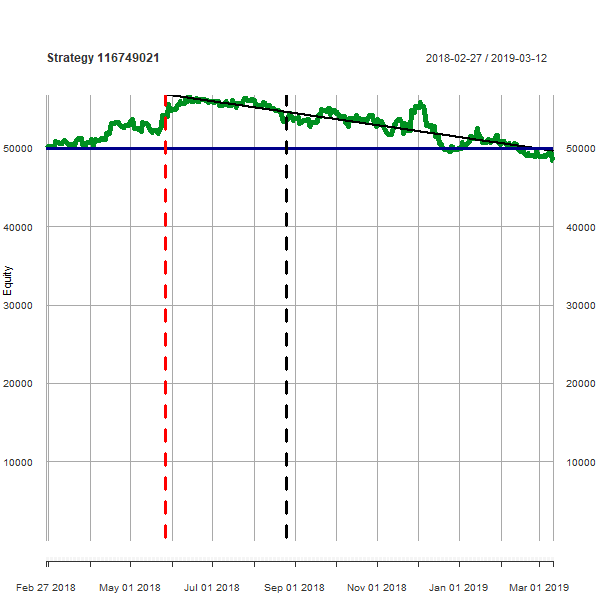 Strategy 116749021
2018-02-27 / 2019-03-12
50000
50000
40000
40000
Equity
30000
30000
20000
20000
10000
10000
Feb 27 2018
May 01 2018
Jul 01 2018
Sep 01 2018
Nov 01 2018
Jan 01 2019
Mar 01 2019